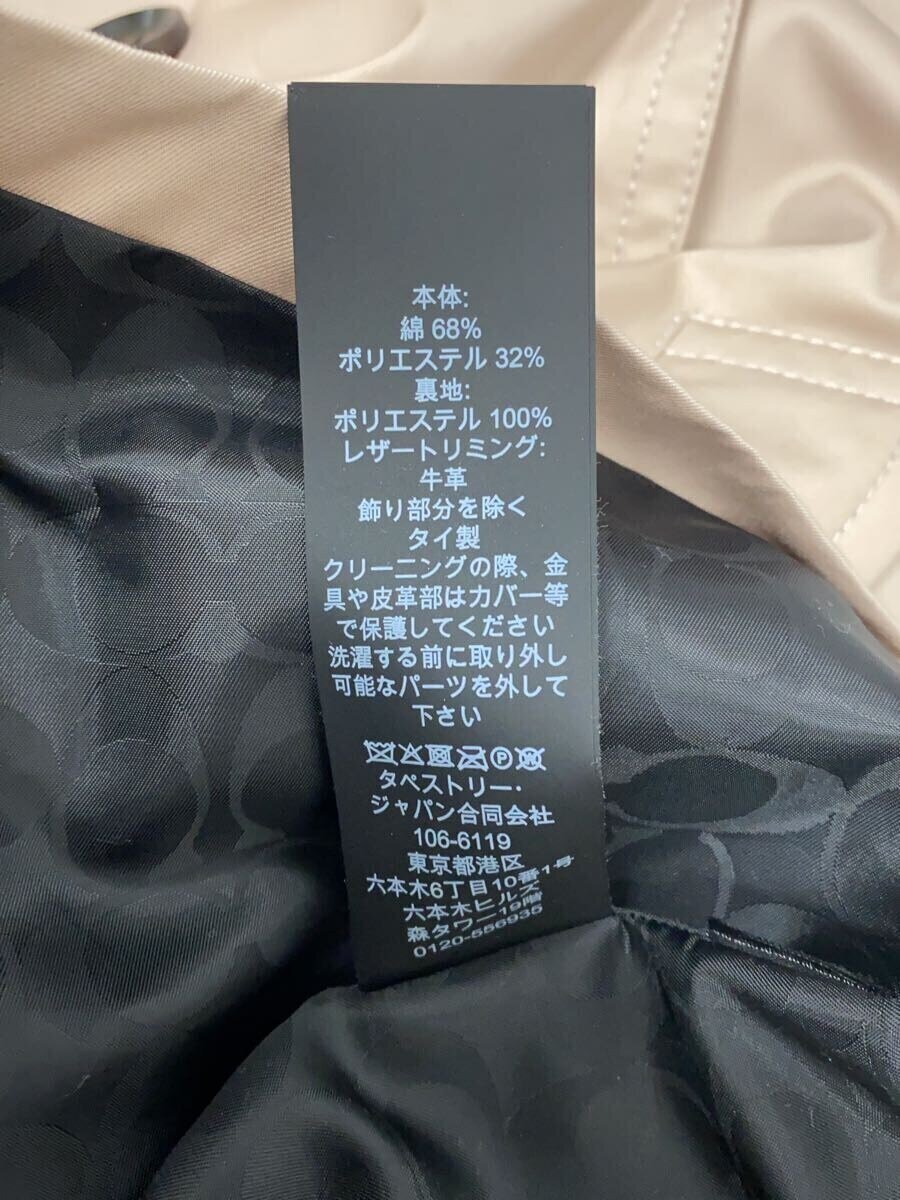 本体:
綿 68%
ポリエステル 32%
裏地:
ポリエステル 100%
レザートリミング:
牛革
飾り部分を除く
タイ製
クリーニングの際、金
具や皮革部はカバー等
で保護してください
洗濯する前に取り外し
可能なパーツを外して
下さい
P W
タペストリー・
ジャパン合同会社
106-6119
東京都港区
六本木6丁目10番1号
六本木ヒルズ
森タワー19階
0120-556935